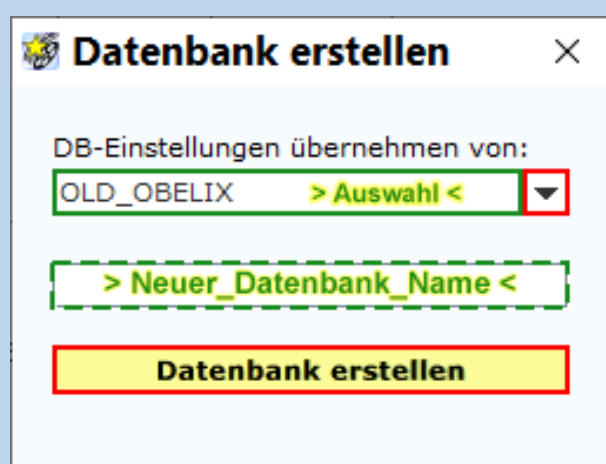 Datenbank erstellen
DB-Einstellungen übernehmen von:
OLD_OBELIX > Auswahl <
> Neuer_Datenbank_Name <
Datenbank erstellen